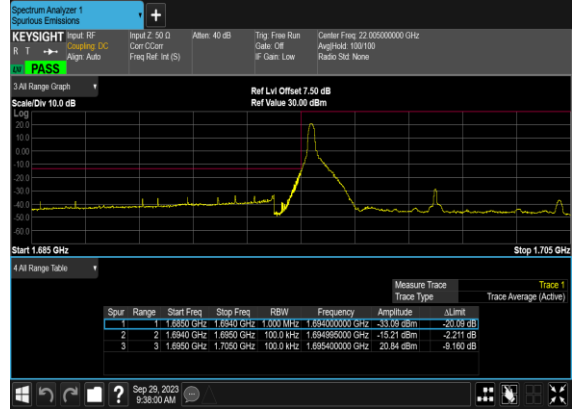 Spectrum Analyzer 1
Spurious Emissions
KEYSIGHT Input: RF Input Z: 50 Ω Atten: 40 dB Trig: Free Run Center Freq: 22.005000000 GHz
R T Coupling: DC Corr CCorr Gate: Off Avg|Hold: 100/100
Align: Auto Freq Ref: Int (S) IF Gain: Low Radio Std: None
PASS
3 All Range Graph
Ref Lvl Offset 7.50 dB
Scale/Div 10.0 dB Ref Value 30.00 dBm
Log
20.0
10.0
0.00
-10.0
-20.0
-30.0
-40.0
-50.0
-60.0
Start 1.685 GHz Stop 1.705 GHz
4 All Range Table
Measure Trace Trace 1
Trace Type Trace Average (Active)
Spur Range Start Freq Stop Freq RBW Frequency Amplitude ΔLimit
1 1 1.6850 GHz 1.6940 GHz 1.000 MHz 1.694000000 GHz -33.09 dBm -20.09 dB
2 2 1.6940 GHz 1.6950 GHz 100.0 kHz 1.694995000 GHz -15.21 dBm -2.211 dB
3 3 1.6950 GHz 1.7050 GHz 100.0 kHz 1.695400000 GHz 20.84 dBm -9.160 dB
? Sep 29, 2023
9:38:00 AM